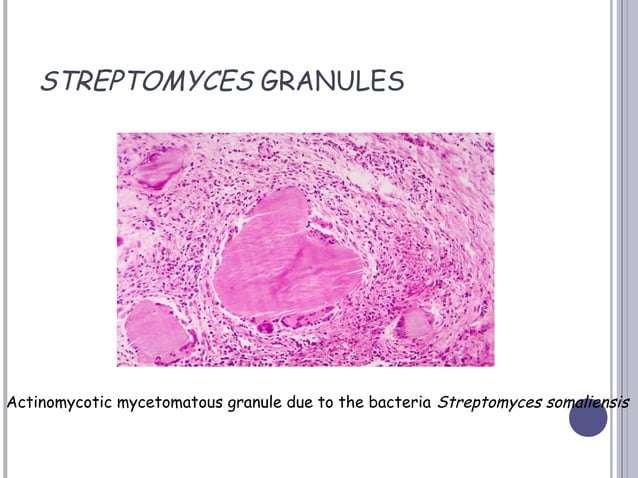 STREPTOMYCES GRANULES
Actinomycotic mycetomatous granule due to the bacteria Streptomyces somaliensis